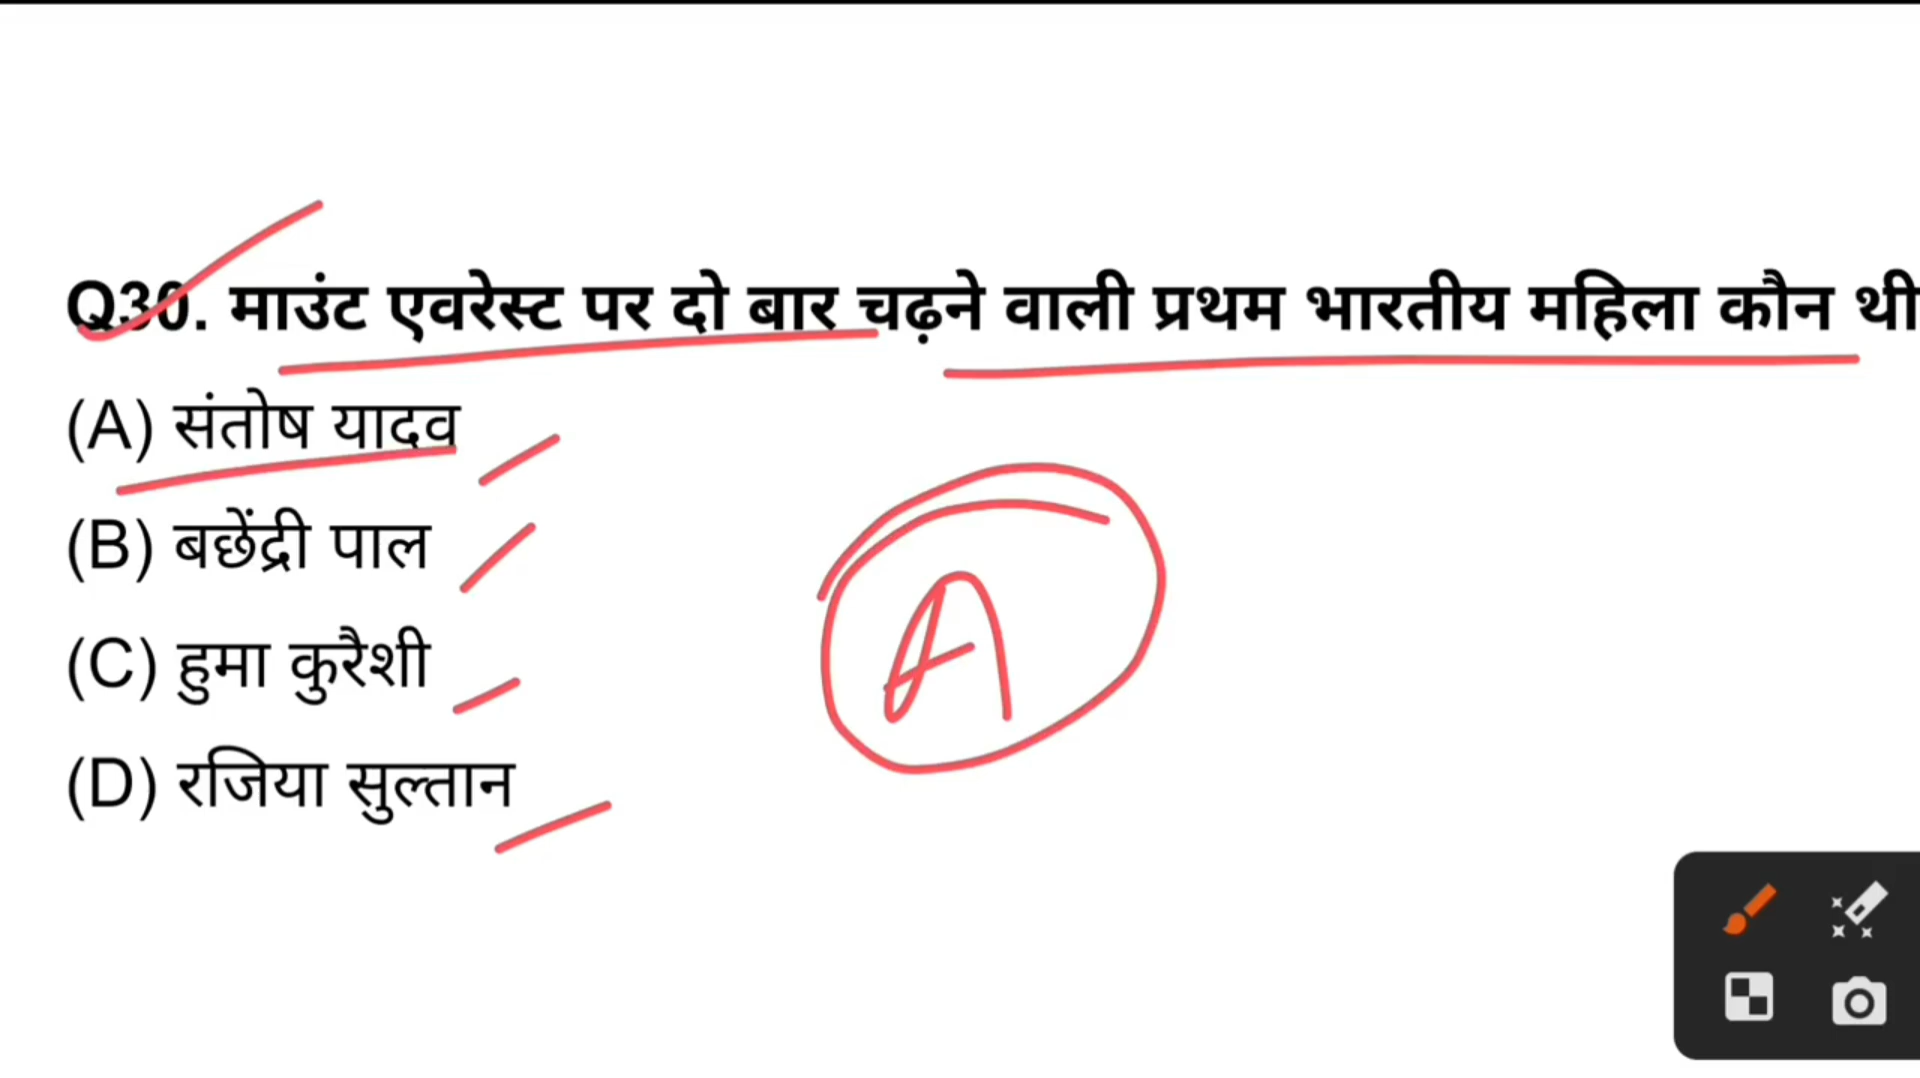 Q30. माउंट एवरेस्ट पर दो बार चढ़ने वाली प्रथम भारतीय महिला कौन थी
(A) संतोष यादव
(B) बछेंद्री पाल
(C) हुमा कुरैशी
(D) रजिया सुल्तान
A